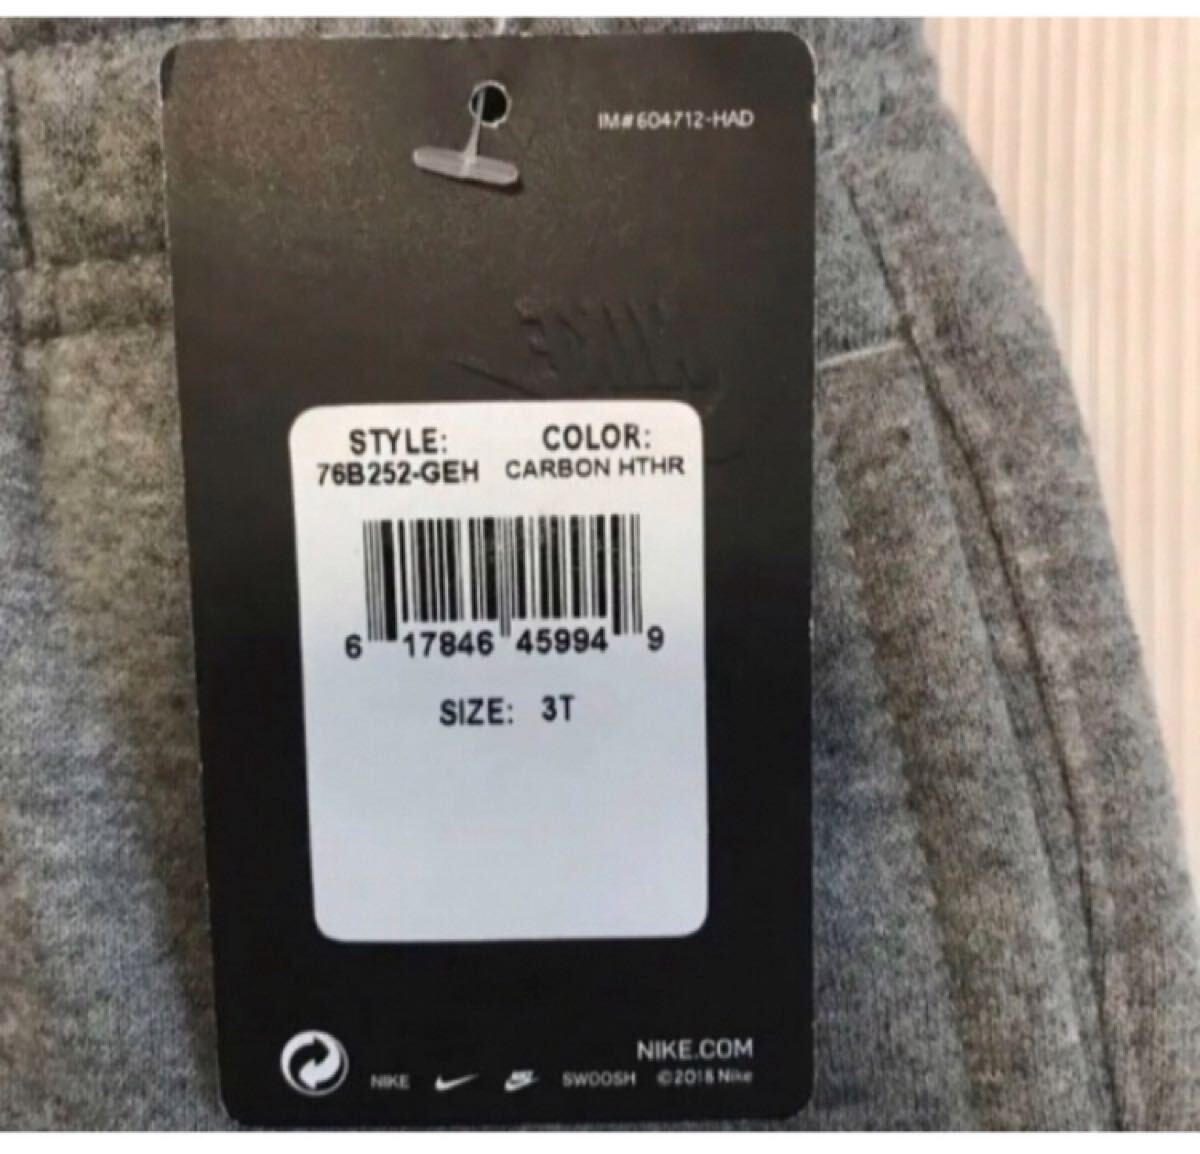 IM#604712-HAD
STYLE: COLOR:
76B252-GEH CARBON HTHR
6 17846 45994 9
SIZE: 3T
NIKE.COM
NIKE SWOOSH ©2018 Nike